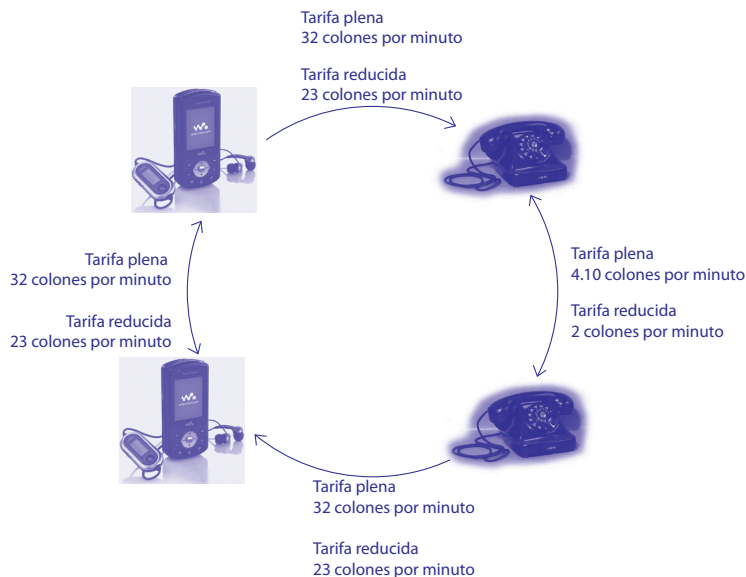 Tarifa plena
32 colones por minuto
Tarifa reducida
23 colones por minuto
Tarifa plena
32 colones por minuto
Tarifa reducida
23 colones por minuto
Tarifa plena
4.10 colones por minuto
Tarifa reducida
2 colones por minuto
Tarifa plena
32 colones por minuto
Tarifa reducida
23 colones por minuto